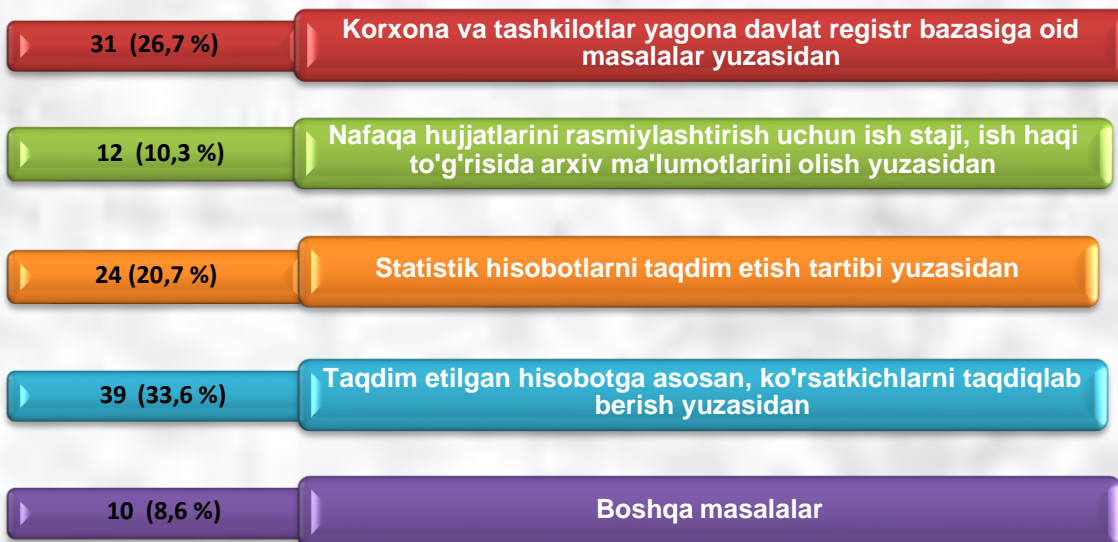 31 (26,7 %)
Korxona va tashkilotlar yagona davlat registr bazasiga oid
masalalar yuzasidan
12 (10,3 %)
Nafaqa hujjatlarini rasmiylashtirish uchun ish staji, ish haqi
to'g'risida arxiv ma'lumotlarini olish yuzasidan
24 (20,7 %)
Statistik hisobotlarni taqdim etish tartibi yuzasidan
39 (33,6 %)
Taqdim etilgan hisobotga asosan, ko'rsatkichlarni taqdiqlab
berish yuzasidan
10 (8,6 %)
Boshqa masalalar